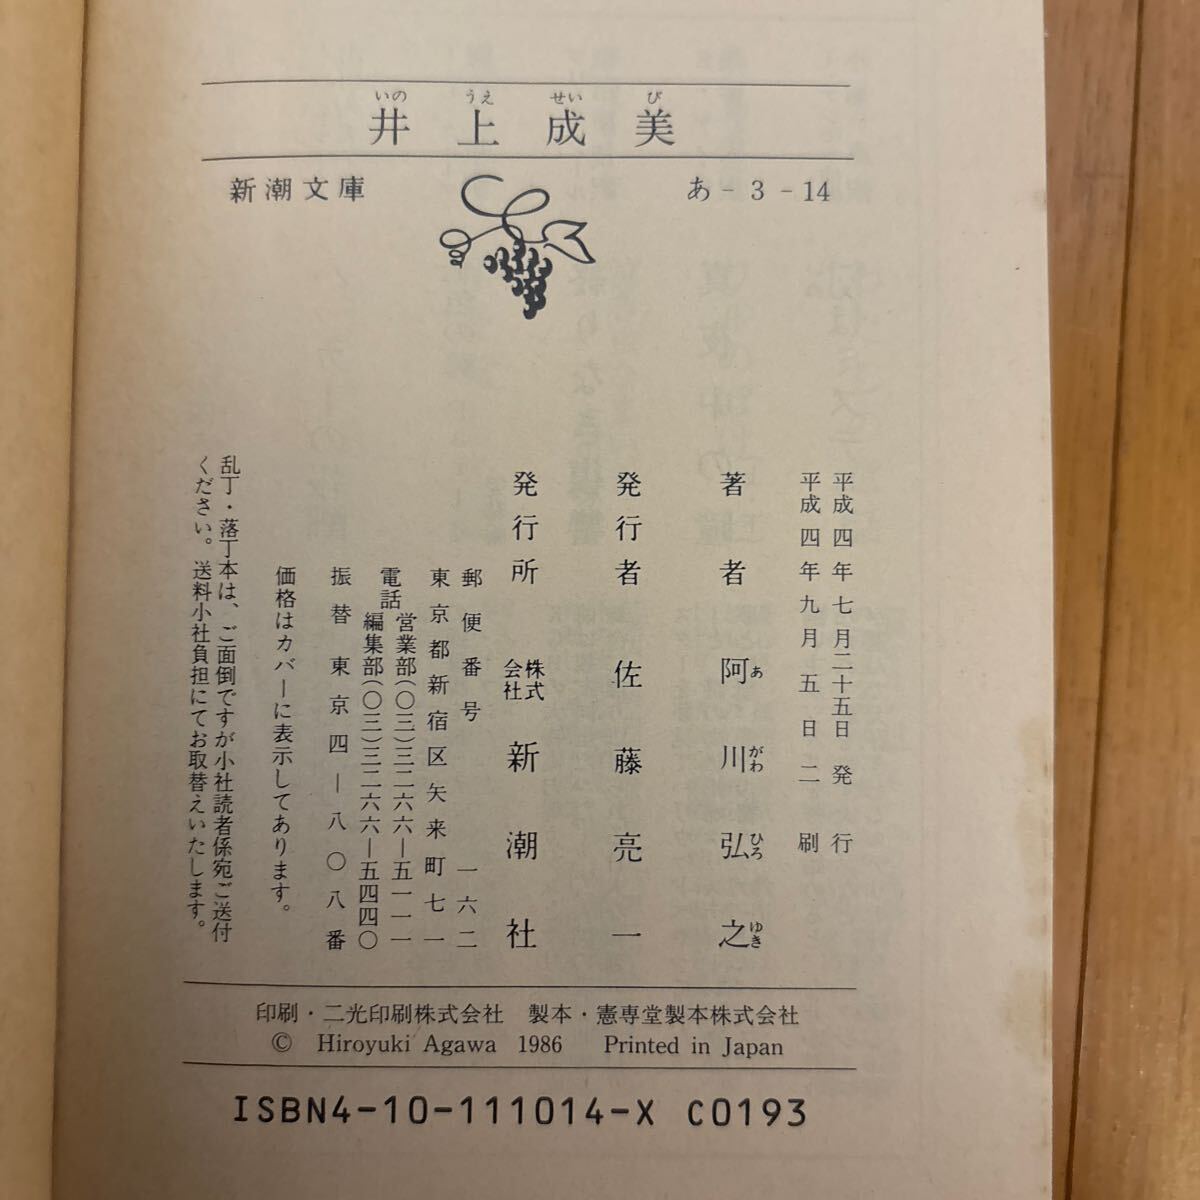 いの うえ せい び
井上成美
新潮文庫
あ-3-14
平成四年七月二十五日 発行
平成四年九月十五日 二刷
著者 阿川弘之
あ がわ ひろ ゆき
発行者 佐藤亮一
発行所 株式会社 新潮社
郵便番号 一六二
東京都新宿区矢来町七一
電話 営業部(〇三)三二六六―五一一一
編集部(〇三)三二六六―五四四〇
振替 東京四―八〇八番
価格はカバーに表示してあります。
乱丁・落丁本は、ご面倒ですが小社読者係宛ご送付
ください。送料小社負担にてお取替えいたします。
印刷・二光印刷株式会社 製本・憲専堂製本株式会社
© Hiroyuki Agawa 1986 Printed in Japan
ISBN4-10-111014-X C0193